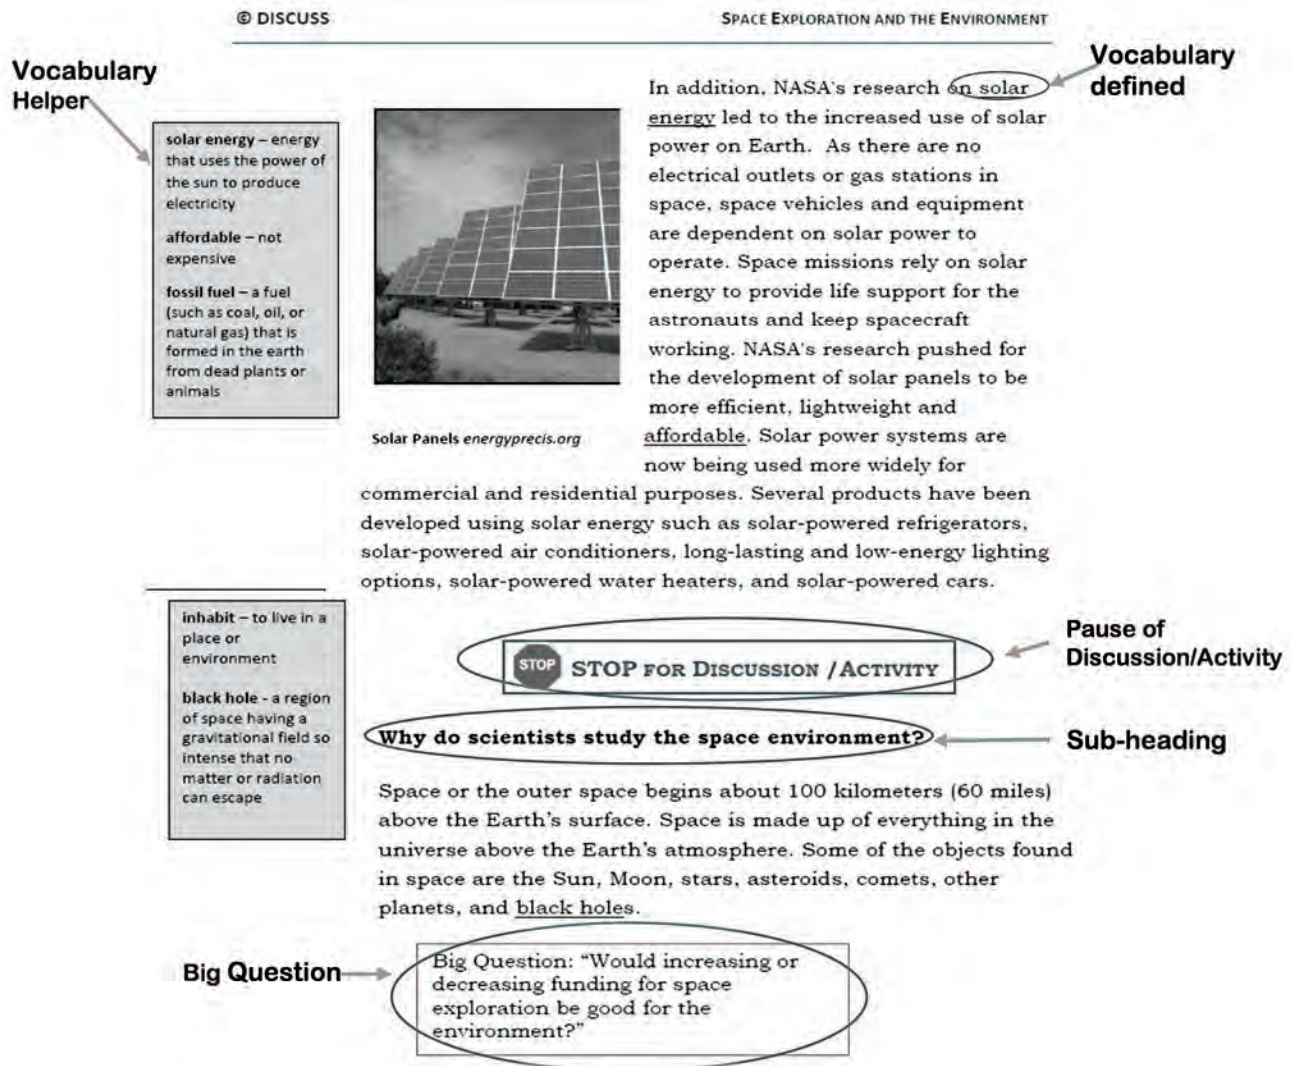 © DISCUSS
SPACE EXPLORATION AND THE ENVIRONMENT
Vocabulary
Helper
Vocabulary
defined
solar energy – energy
that uses the power of
the sun to produce
electricity
affordable – not
expensive
fossil fuel – a fuel
(such as coal, oil, or
natural gas) that is
formed in the earth
from dead plants or
animals
Solar Panels energyprecis.org
In addition, NASA's research on solar
energy led to the increased use of solar
power on Earth. As there are no
electrical outlets or gas stations in
space, space vehicles and equipment
are dependent on solar power to
operate. Space missions rely on solar
energy to provide life support for the
astronauts and keep spacecraft
working. NASA's research pushed for
the development of solar panels to be
more efficient, lightweight and
affordable. Solar power systems are
now being used more widely for
commercial and residential purposes. Several products have been
developed using solar energy such as solar-powered refrigerators,
solar-powered air conditioners, long-lasting and low-energy lighting
options, solar-powered water heaters, and solar-powered cars.
inhabit – to live in a
place or
environment
black hole - a region
of space having a
gravitational field so
intense that no
matter or radiation
can escape
STOP
STOP FOR DISCUSSION /ACTIVITY
Pause of
Discussion/Activity
Why do scientists study the space environment?
Sub-heading
Space or the outer space begins about 100 kilometers (60 miles)
above the Earth's surface. Space is made up of everything in the
universe above the Earth's atmosphere. Some of the objects found
in space are the Sun, Moon, stars, asteroids, comets, other
planets, and black holes.
Big Question
Big Question: “Would increasing or
decreasing funding for space
exploration be good for the
environment?”